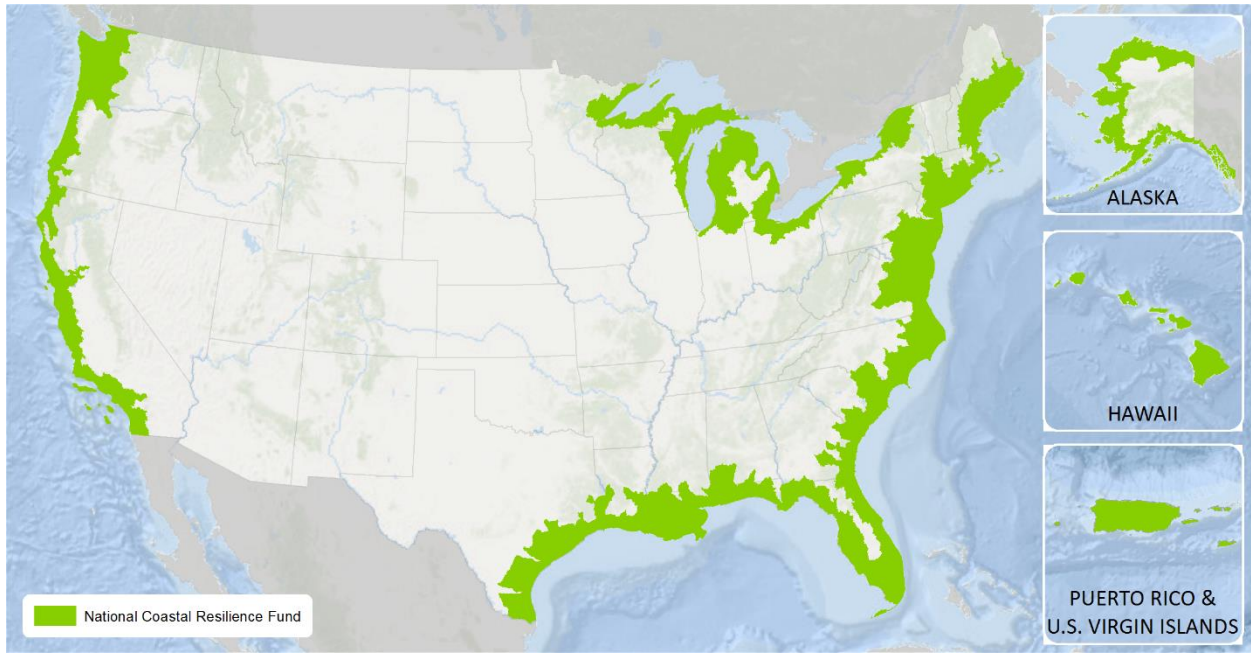 ALASKA
HAWAII
PUERTO RICO &
U.S. VIRGIN ISLANDS
National Coastal Resilience Fund